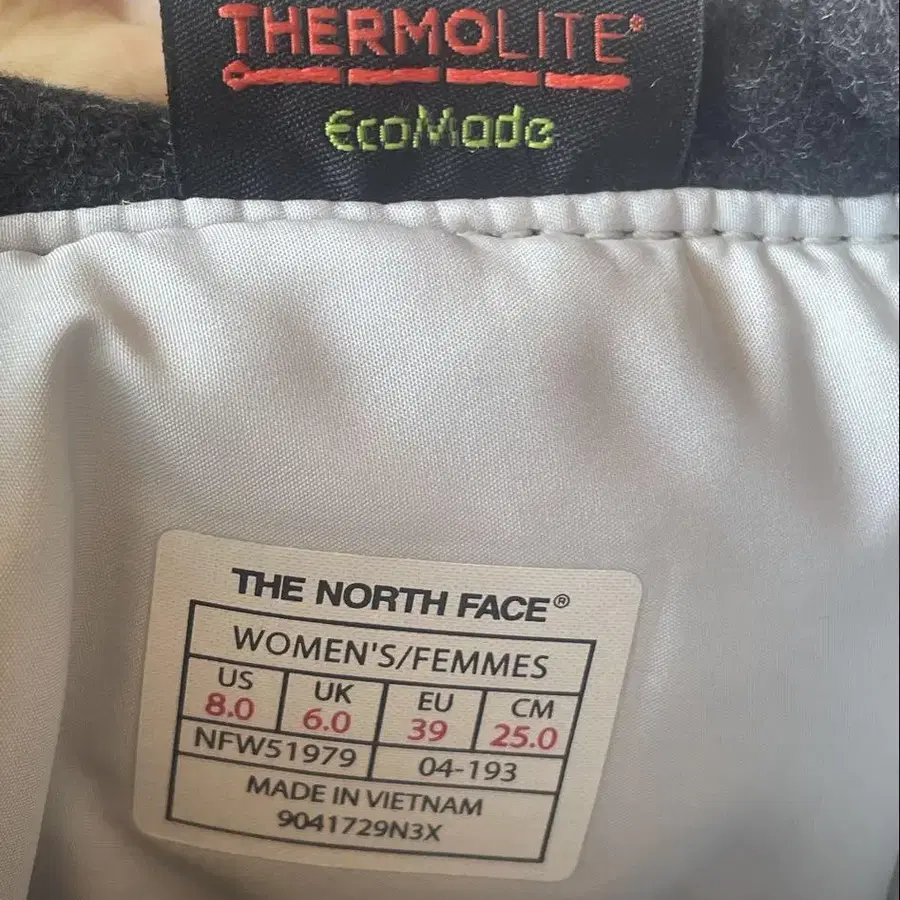 THERMOLITE®
EcoMade
THE NORTH FACE®
WOMEN'S/FEMMES
US UK EU CM
8.0 6.0 39 25.0
NFW51979 04-193
MADE IN VIETNAM
9041729N3X